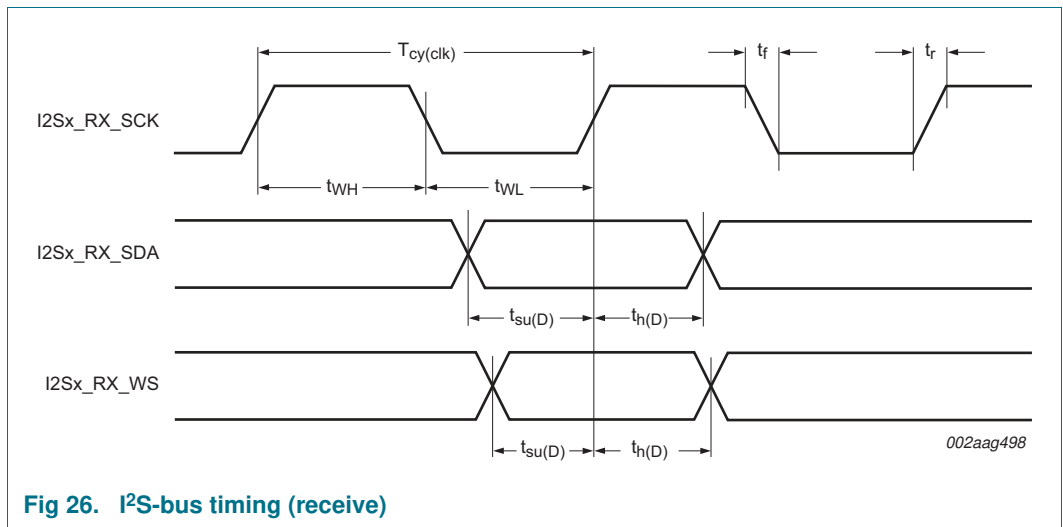 T_cy(clk) t_f t_r
I2Sx_RX_SCK
t_WH t_WL
I2Sx_RX_SDA
t_su(D) t_h(D)
I2Sx_RX_WS
t_su(D) t_h(D)
002aag498
Fig 26. I²S-bus timing (receive)